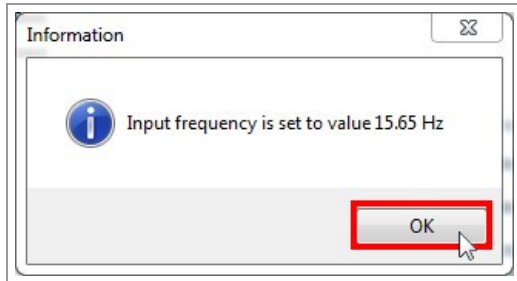 Information
Input frequency is set to value 15.65 Hz
OK